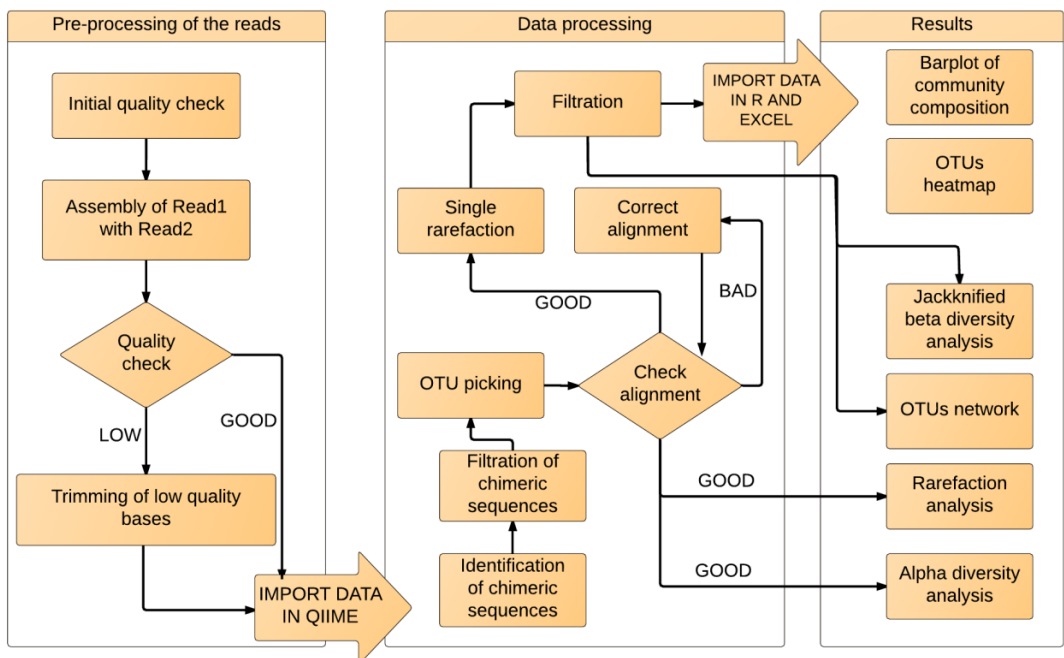 Pre-processing of the reads
Initial quality check
Assembly of Read1
with Read2
Quality
check
LOW
GOOD
Trimming of low quality
bases
IMPORT DATA
IN QIIME
Data processing
Filtration
IMPORT DATA
IN R AND
EXCEL
Single
rarefaction
Correct
alignment
GOOD
BAD
OTU picking
Check
alignment
Filtration of
chimeric
sequences
GOOD
Identification
of chimeric
sequences
GOOD
Results
Barplot of
community
composition
OTUs
heatmap
Jackknified
beta diversity
analysis
OTUs network
Rarefaction
analysis
Alpha diversity
analysis